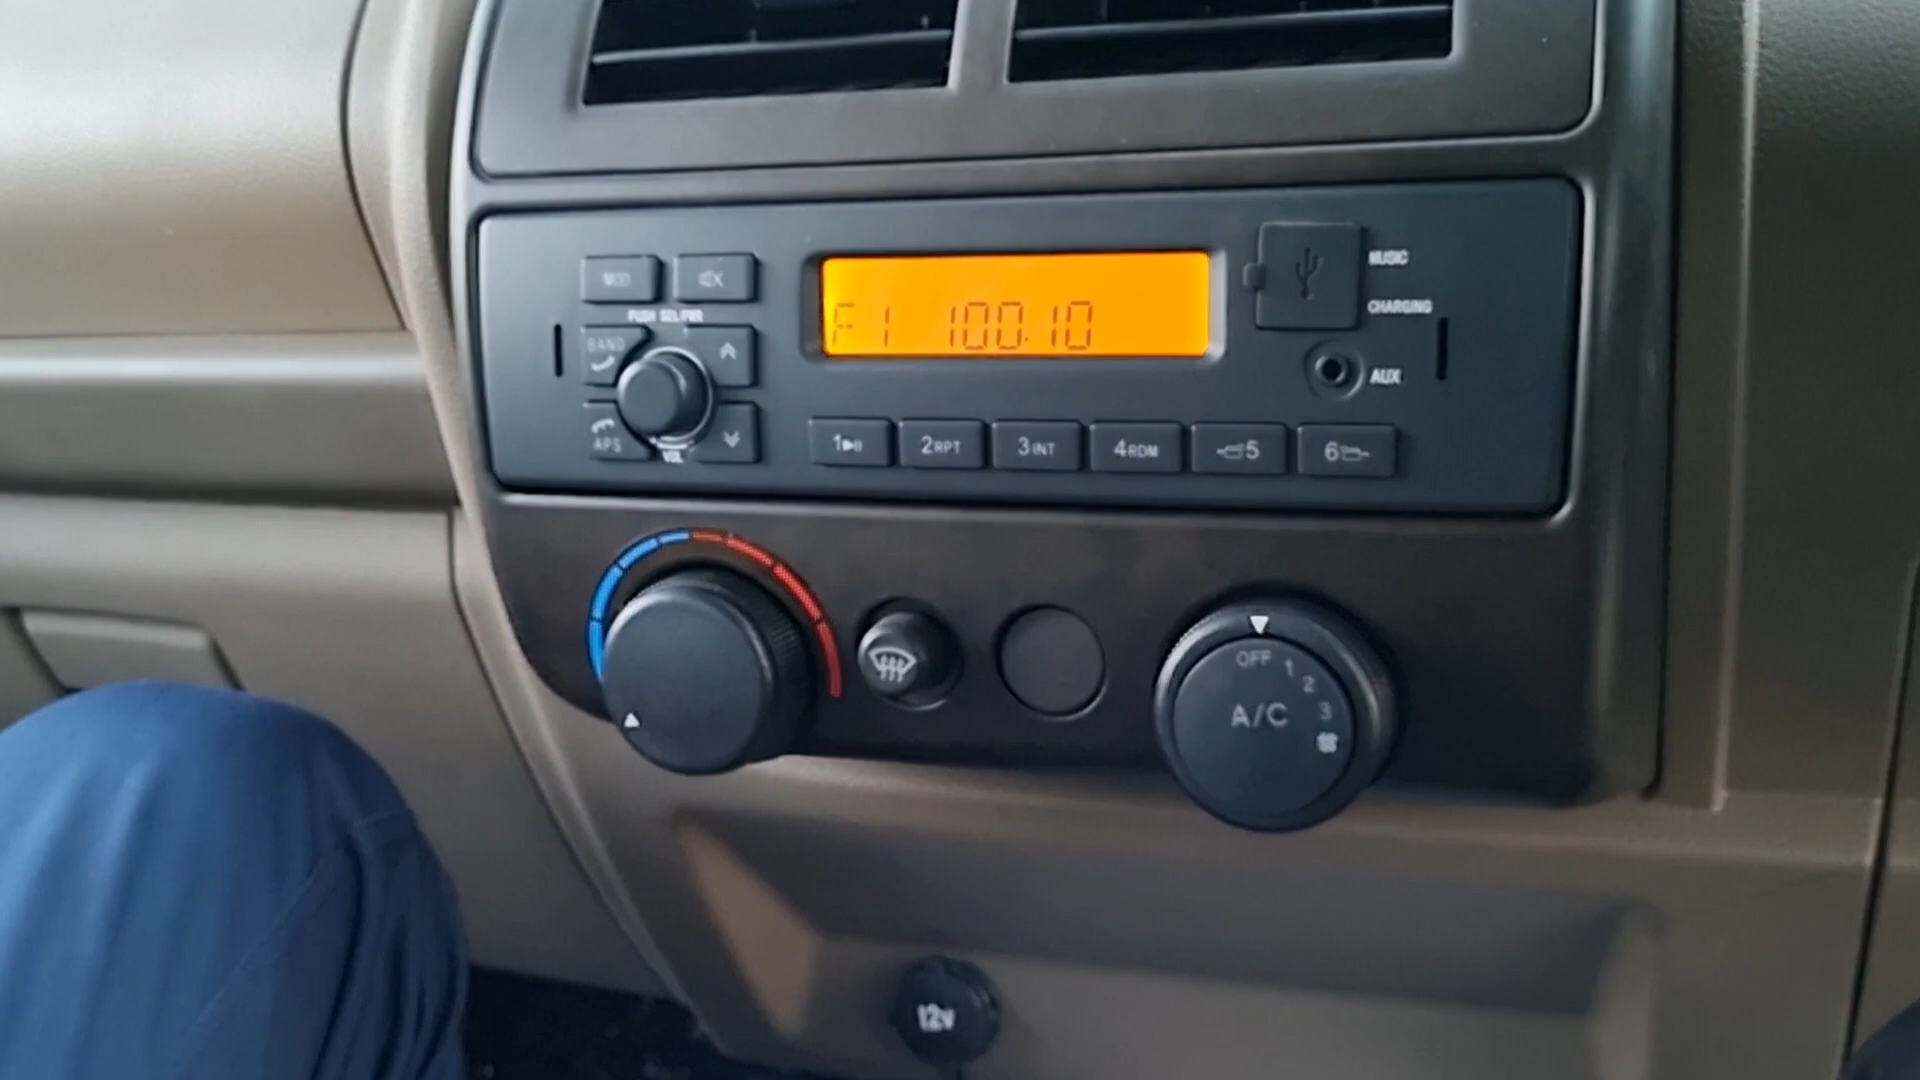 MOD
PUSH SEL/PWR
BAND
APS
VOL
F1 100.10
MUSIC
CHARGING
AUX
1 2RPT 3INT 4RDM 5 6
OFF 1 2 3
A/C
12V